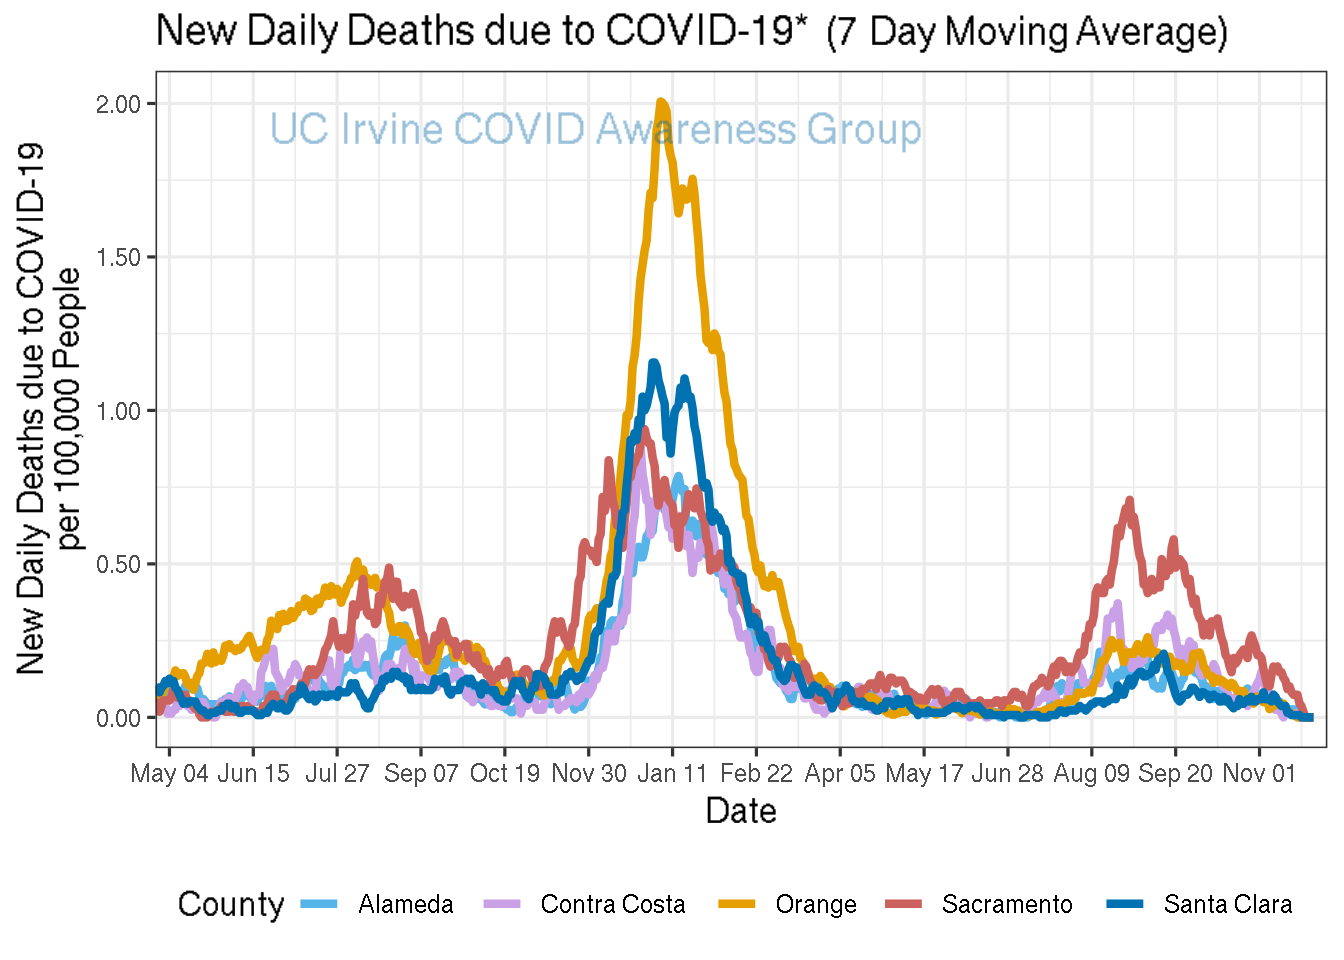 New Daily Deaths due to COVID-19* (7 Day Moving Average)
UC Irvine COVID Awareness Group
New Daily Deaths due to COVID-19
per 100,000 People
2.00
1.50
1.00
0.50
0.00
May 04 Jun 15 Jul 27 Sep 07 Oct 19 Nov 30 Jan 11 Feb 22 Apr 05 May 17 Jun 28 Aug 09 Sep 20 Nov 01
Date
County Alameda Contra Costa Orange Sacramento Santa Clara